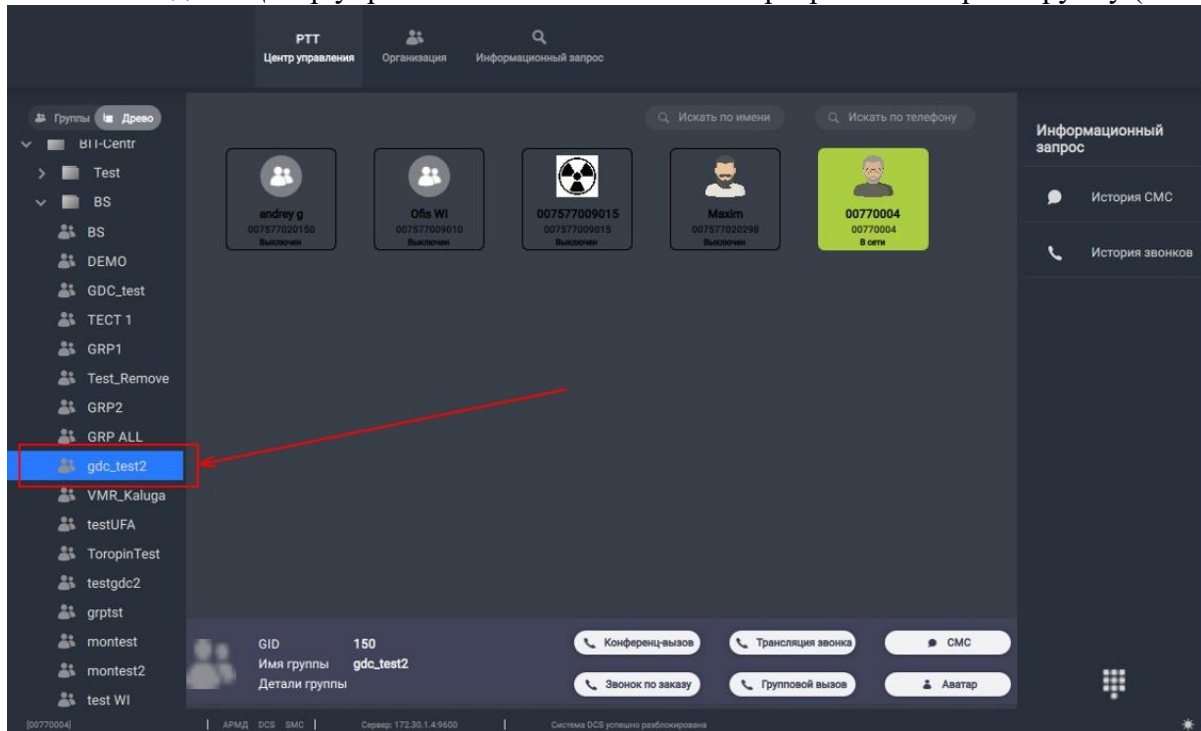 PTT
Центр управления
Организация
Информационный запрос
Группы
Древо
Искать по имени
Искать по телефону
BTT-Centr
Test
BS
BS
DEMO
GDC_test
ТЕСТ 1
GRP1
Test_Remove
GRP2
GRP ALL
gdc_test2
VMR_Kaluga
testUFA
ToropinTest
testgdc2
grptst
montest
montest2
test WI
andrey g
007577020150
Выключен
Ofis WI
007577009010
Выключен
007577009015
007577009015
Выключен
Maxim
007577020298
Выключен
00770004
00770004
В сети
Информационный
запрос
История СМС
История звонков
GID 150
Имя группы gdc_test2
Детали группы
Конференц-вызов
Трансляция звонка
СМС
Звонок по заказу
Групповой вызов
Аватар
[00770004] | АРМД DCS SMC | Сервер: 172.30.1.4:9600 | Система DCS успешно разблокирована